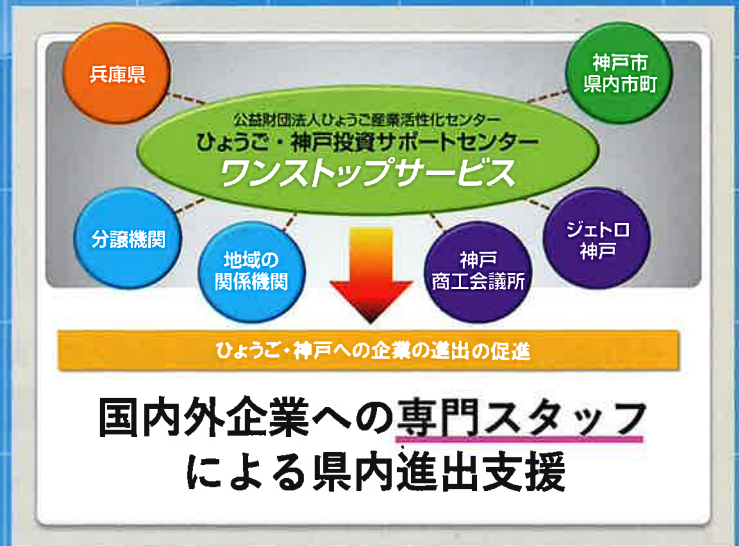 兵庫県
神戸市
県内市町
公益財団法人ひょうご産業活性化センター
ひょうご・神戸投資サポートセンター
ワンストップサービス
分譲機関
地域の
関係機関
神戸
商工会議所
ジェトロ
神戸
ひょうご・神戸への企業の進出の促進
国内外企業への専門スタッフ
による県内進出支援